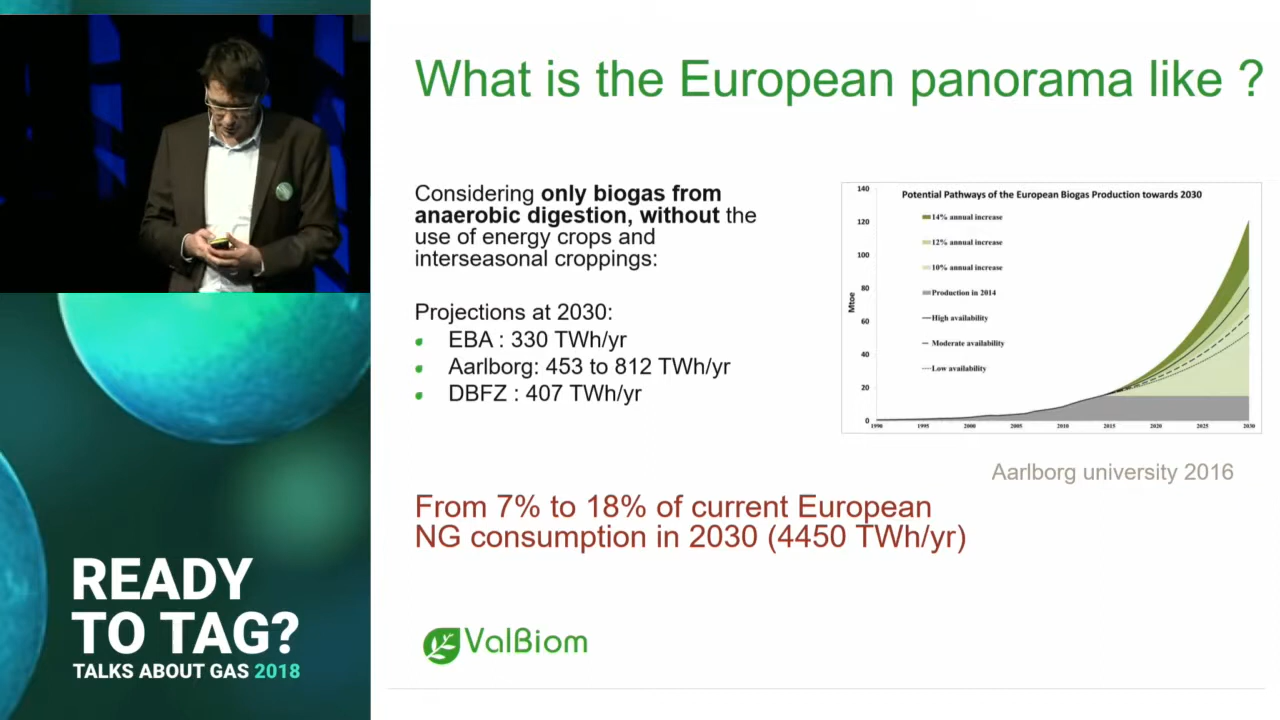 What is the European panorama like ?
Considering only biogas from
anaerobic digestion, without the
use of energy crops and
interseasonal croppings:
Projections at 2030:
EBA : 330 TWh/yr
Aarlborg: 453 to 812 TWh/yr
DBFZ : 407 TWh/yr
Potential Pathways of the European Biogas Production towards 2030
140
120
100
80
60
40
20
0
Mtoe
14% annual increase
12% annual increase
10% annual increase
Production in 2014
High availability
Moderate availability
Low availability
1990 1995 2000 2005 2010 2015 2020 2025 2030
Aarlborg university 2016
From 7% to 18% of current European
NG consumption in 2030 (4450 TWh/yr)
ValBiom
READY
TO TAG?
TALKS ABOUT GAS 2018